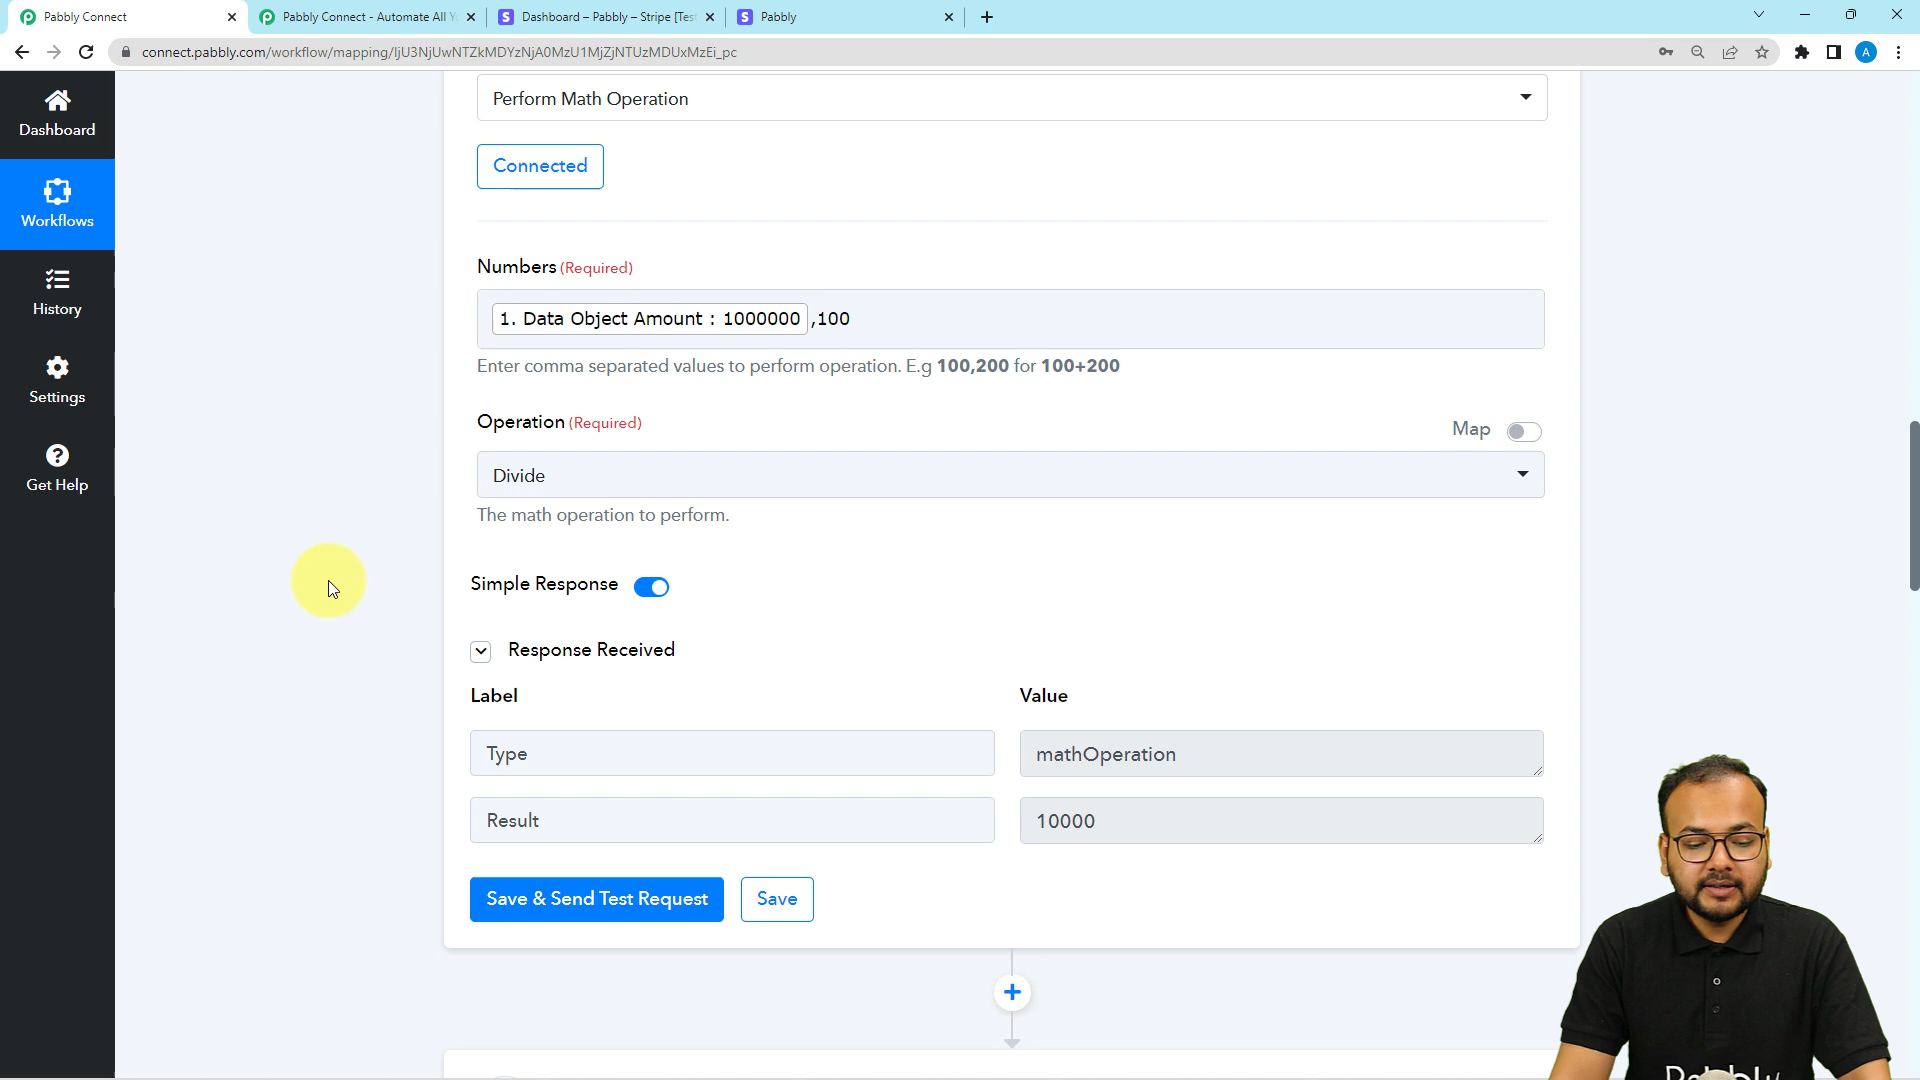 Pabbly Connect
Pabbly Connect - Automate All Y
Dashboard – Pabbly – Stripe [Test
Pabbly
connect.pabbly.com/workflow/mapping/IjU3NjUwNTZkMDYzNjA0MzU1MjZjNTUzMDUxMzEi_pc
A
Dashboard
Workflows
History
Settings
Get Help
Perform Math Operation
Connected
Numbers (Required)
1. Data Object Amount : 1000000 ,100
Enter comma separated values to perform operation. E.g 100,200 for 100+200
Operation (Required)
Map
Divide
The math operation to perform.
Simple Response
Response Received
Label Value
Type mathOperation
Result 10000
Save & Send Test Request Save